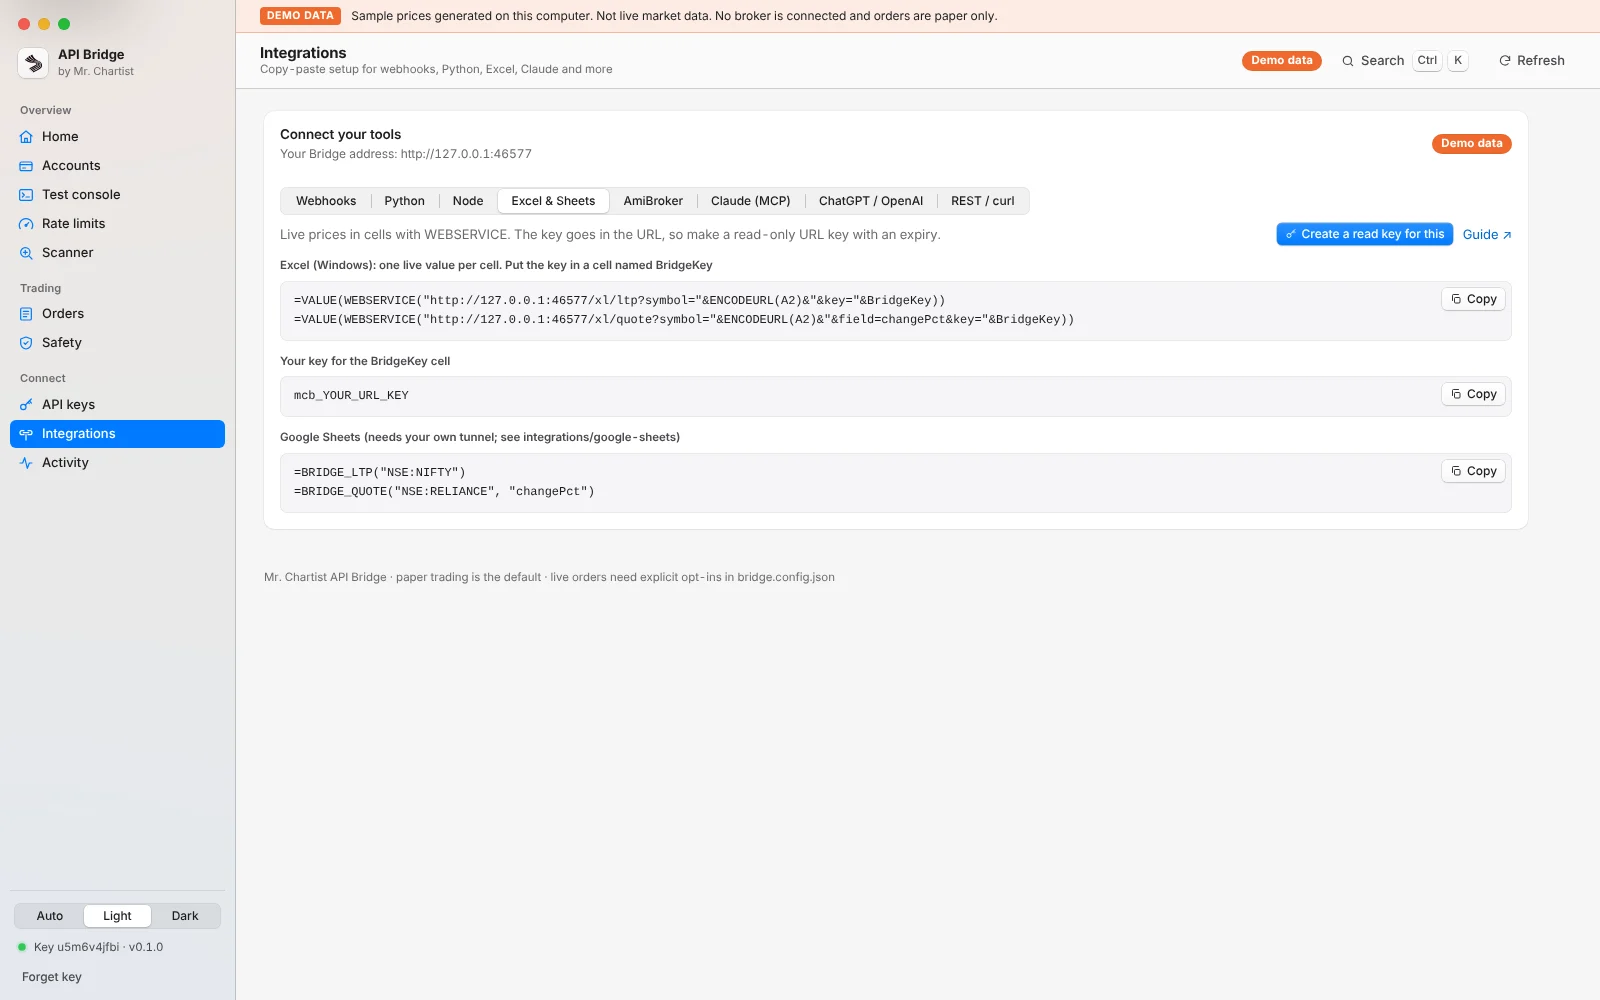 DEMO DATA Sample prices generated on this computer. Not live market data. No broker is connected and orders are paper only.
API Bridge
by Mr. Chartist
Overview
Home
Accounts
Test console
Rate limits
Scanner
Trading
Orders
Safety
Connect
API keys
Integrations
Activity
Auto Light Dark
Key u5m6v4jfbi · v0.1.0
Forget key
Integrations
Copy-paste setup for webhooks, Python, Excel, Claude and more
Demo data Search Ctrl K Refresh
Connect your tools
Your Bridge address: http://127.0.0.1:46577
Demo data
Webhooks Python Node Excel & Sheets AmiBroker Claude (MCP) ChatGPT / OpenAI REST / curl
Live prices in cells with WEBSERVICE. The key goes in the URL, so make a read-only URL key with an expiry.
Create a read key for this Guide ↗
Excel (Windows): one live value per cell. Put the key in a cell named BridgeKey
=VALUE(WEBSERVICE("http://127.0.0.1:46577/xl/ltp?symbol="&ENCODEURL(A2)&"&key="&BridgeKey))
=VALUE(WEBSERVICE("http://127.0.0.1:46577/xl/quote?symbol="&ENCODEURL(A2)&"&field=changePct&key="&BridgeKey))
Copy
Your key for the BridgeKey cell
mcb_YOUR_URL_KEY
Copy
Google Sheets (needs your own tunnel; see integrations/google-sheets)
=BRIDGE_LTP("NSE:NIFTY")
=BRIDGE_QUOTE("NSE:RELIANCE", "changePct")
Copy
Mr. Chartist API Bridge · paper trading is the default · live orders need explicit opt-ins in bridge.config.json